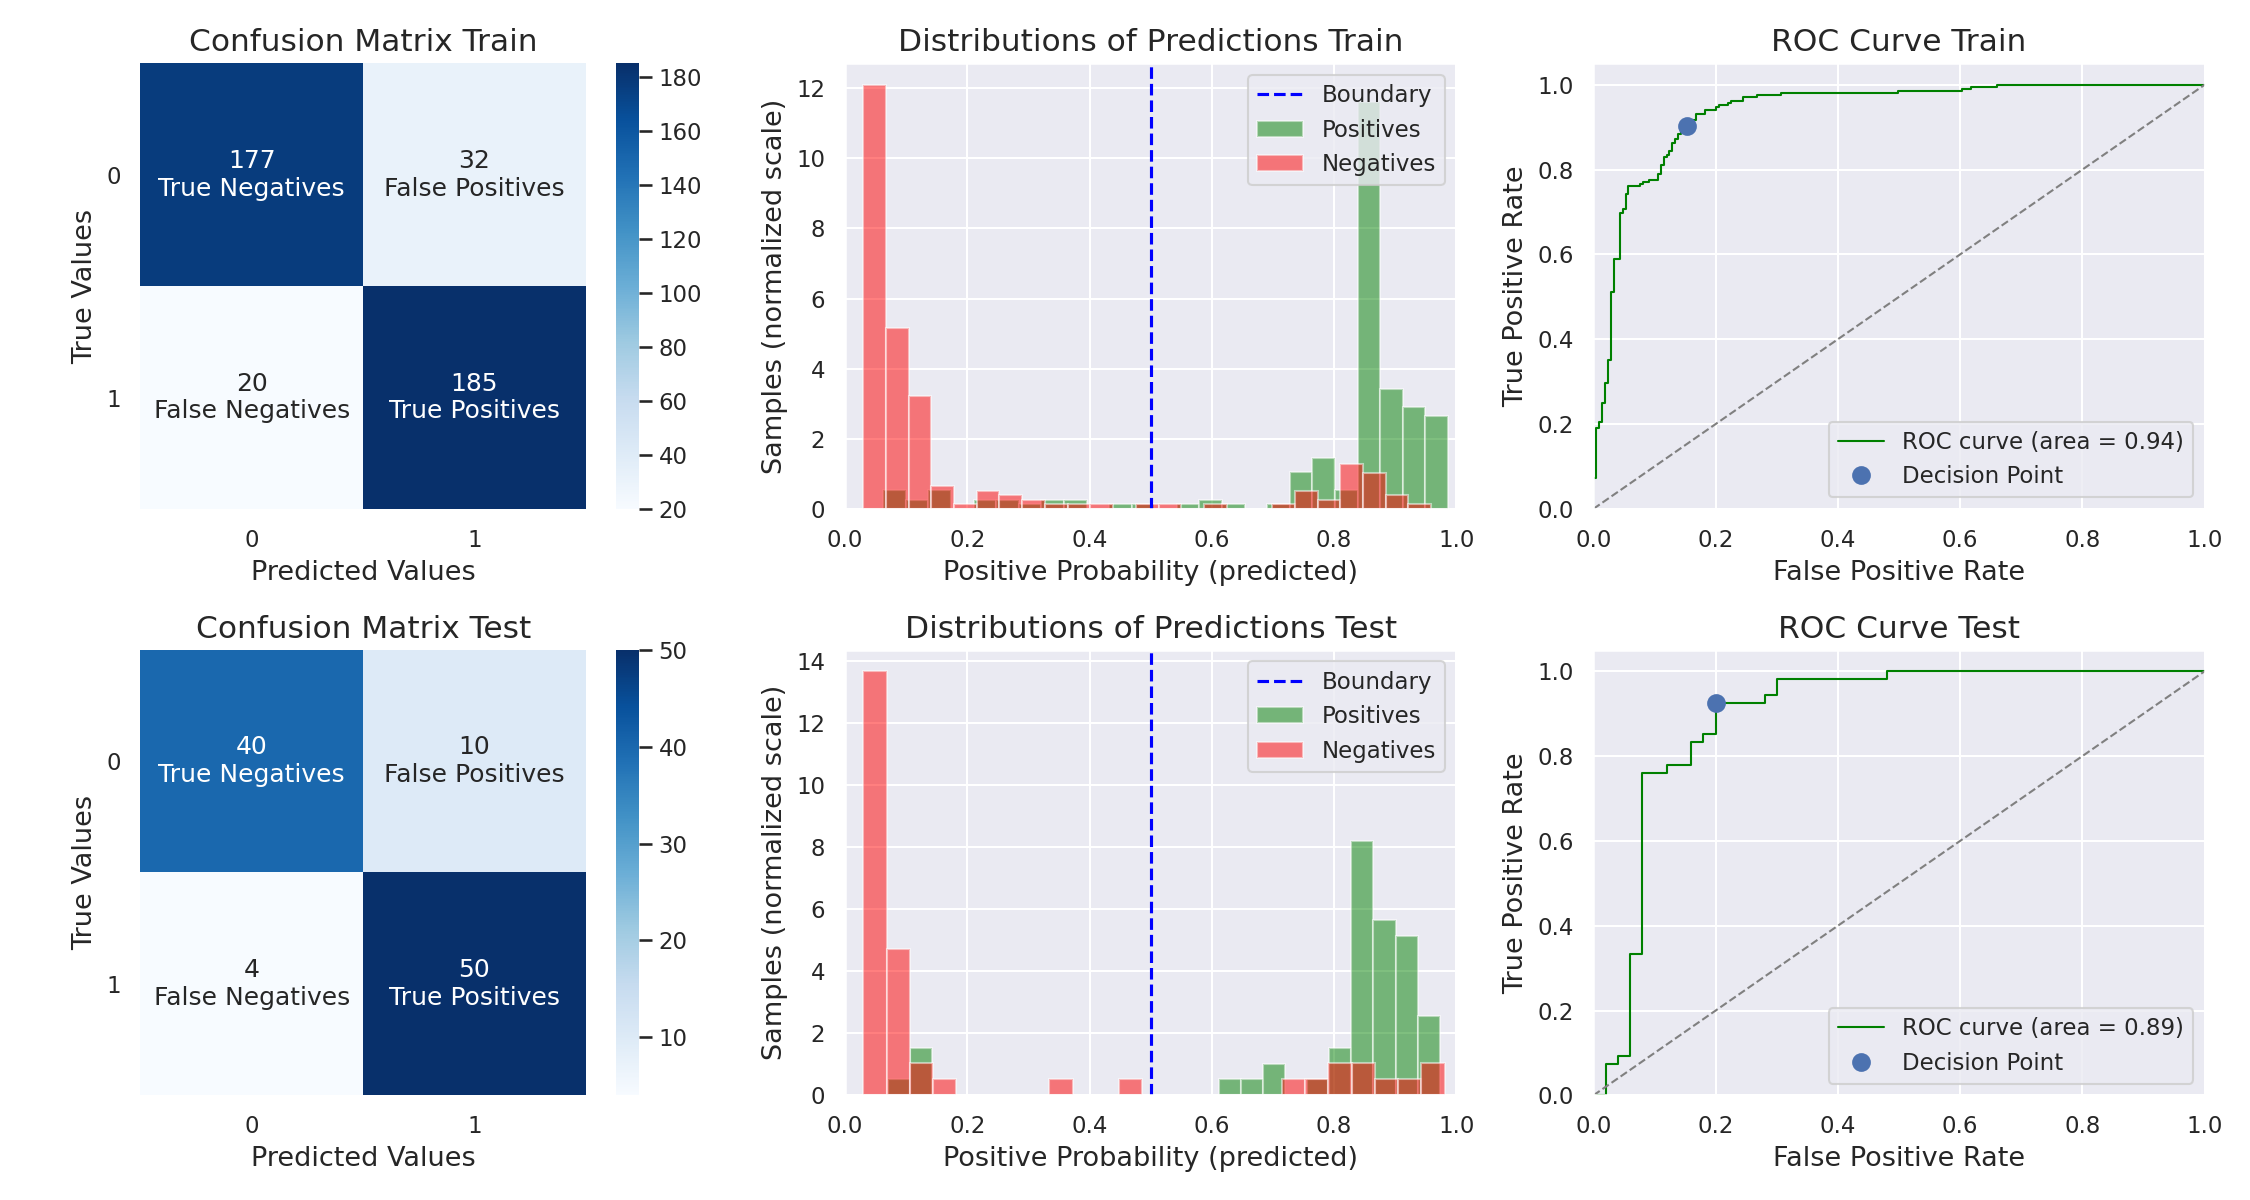 Confusion Matrix Train
True Values
0
1
177
True Negatives
32
False Positives
20
False Negatives
185
True Positives
0
1
Predicted Values
180
160
140
120
100
80
60
40
20
Distributions of Predictions Train
Samples (normalized scale)
12
10
8
6
4
2
0
Boundary
Positives
Negatives
0.0
0.2
0.4
0.6
0.8
1.0
Positive Probability (predicted)
ROC Curve Train
True Positive Rate
1.0
0.8
0.6
0.4
0.2
0.0
ROC curve (area = 0.94)
Decision Point
0.0
0.2
0.4
0.6
0.8
1.0
False Positive Rate
Confusion Matrix Test
True Values
0
1
40
True Negatives
10
False Positives
4
False Negatives
50
True Positives
0
1
Predicted Values
50
40
30
20
10
Distributions of Predictions Test
Samples (normalized scale)
14
12
10
8
6
4
2
0
Boundary
Positives
Negatives
0.0
0.2
0.4
0.6
0.8
1.0
Positive Probability (predicted)
ROC Curve Test
True Positive Rate
1.0
0.8
0.6
0.4
0.2
0.0
ROC curve (area = 0.89)
Decision Point
0.0
0.2
0.4
0.6
0.8
1.0
False Positive Rate